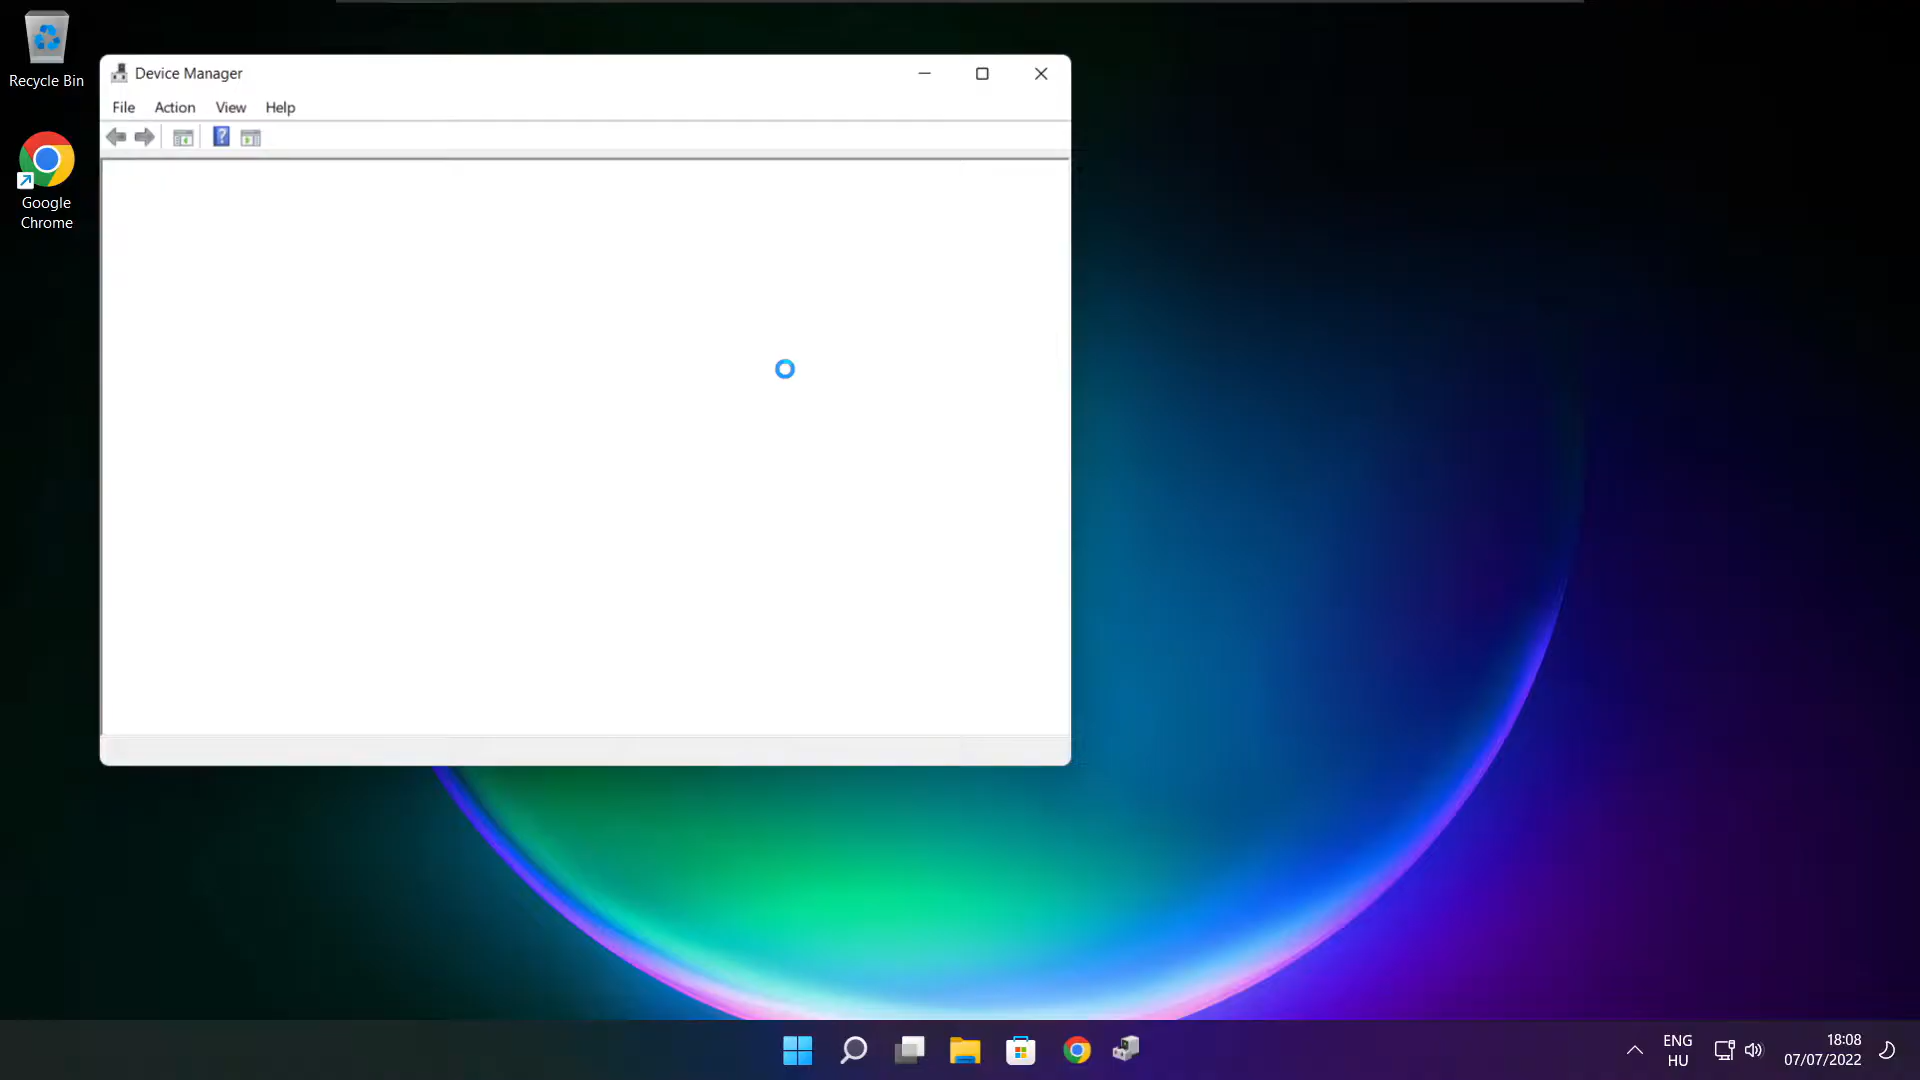 Recycle Bin
Google
Chrome
Device Manager
File Action View Help
?
ENG
HU
18:08
07/07/2022